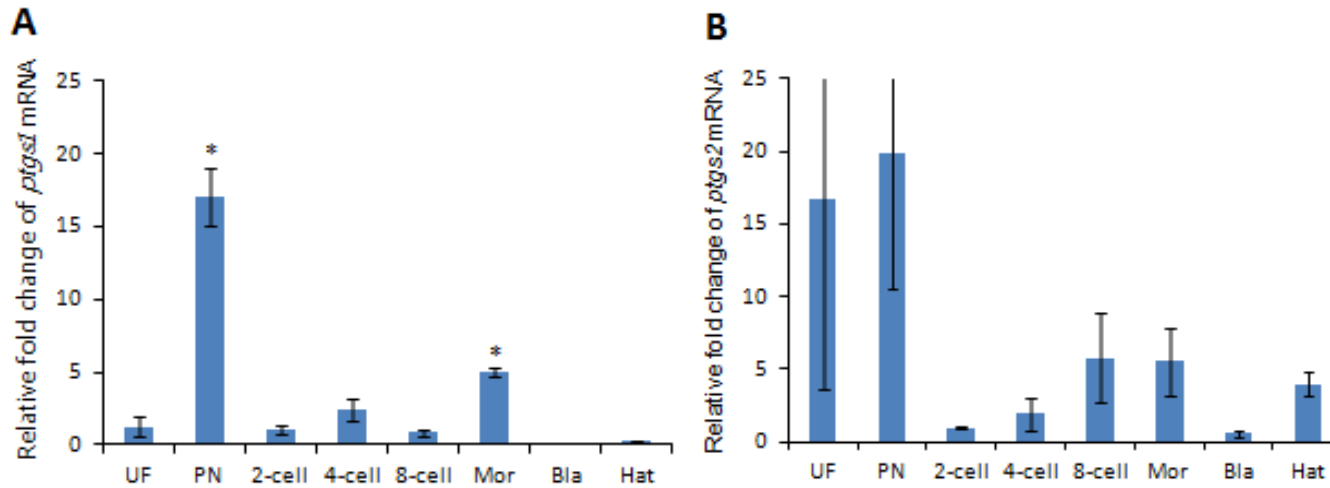 A
Relative fold change of ptgs1 mRNA
25
20
15
10
5
0
*
*
UF PN 2-cell 4-cell 8-cell Mor Bla Hat
B
Relative fold change of ptgs2 mRNA
25
20
15
10
5
0
UF PN 2-cell 4-cell 8-cell Mor Bla Hat